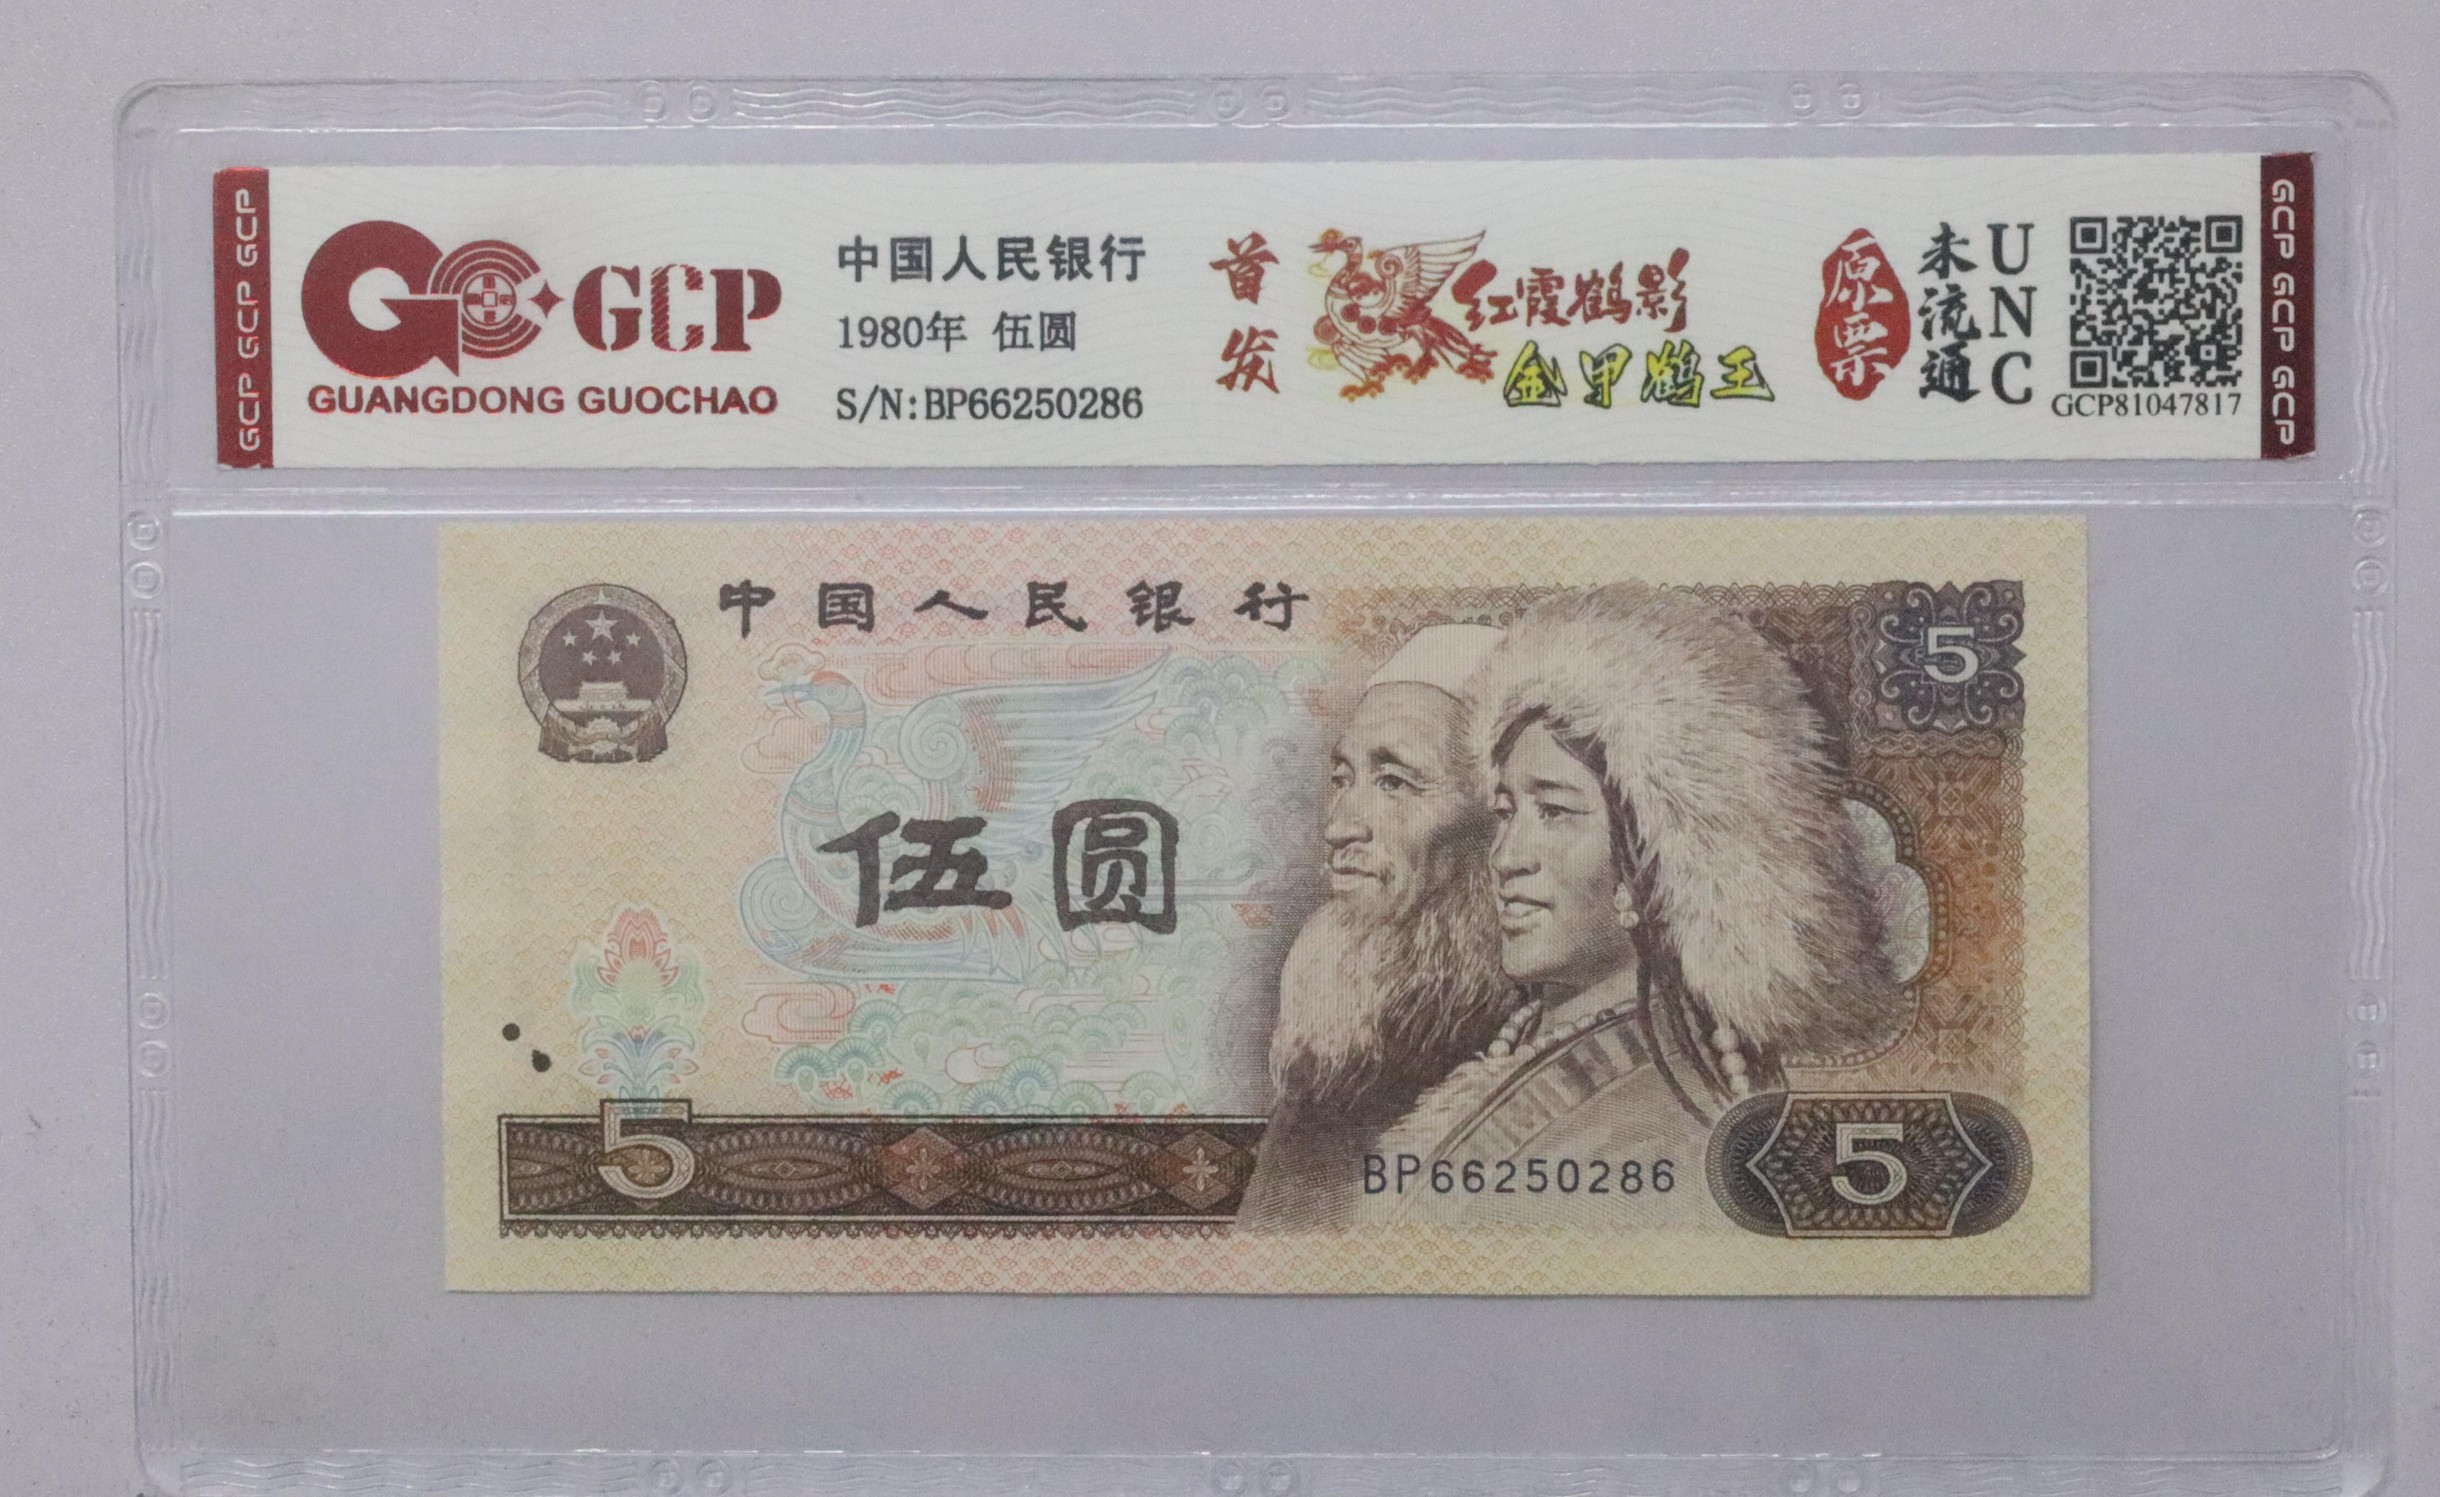 GCP GCP GCP
GCP
GUANGDONG GUOCHAO
中国人民银行
1980年 伍圆
S/N:BP66250286
首发
红霞鹤影
金甲鹤王
原票
未流通
UNC
GCP81047817
GCP GCP GCP
中国人民银行
5
伍圆
5
BP66250286
5